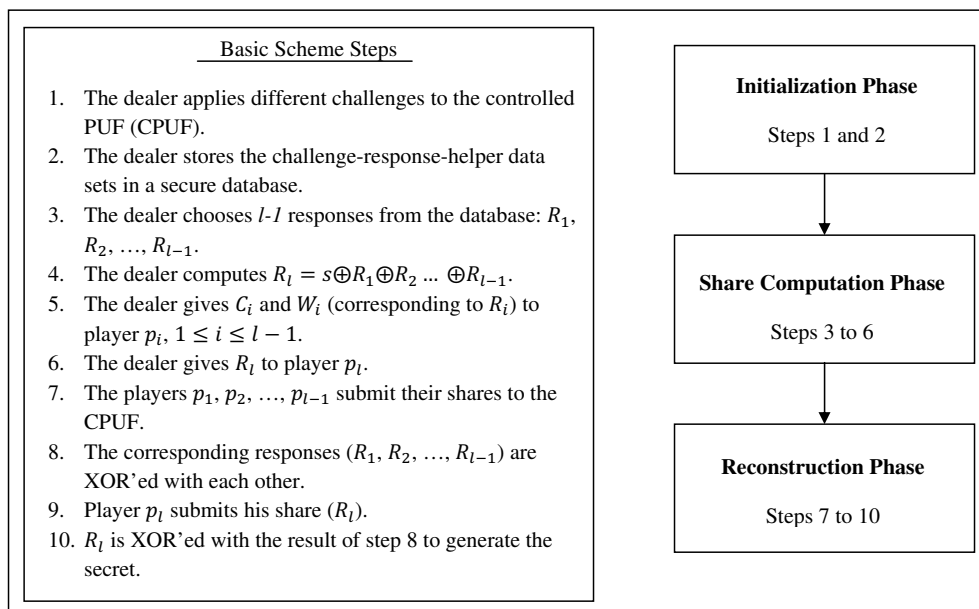 Basic Scheme Steps
1. The dealer applies different challenges to the controlled
PUF (CPUF).
2. The dealer stores the challenge-response-helper data
sets in a secure database.
3. The dealer chooses l-1 responses from the database: R₁,
R₂, …, Rₗ₋₁.
4. The dealer computes Rₗ = s⊕R₁⊕R₂ … ⊕Rₗ₋₁.
5. The dealer gives Cᵢ and Wᵢ (corresponding to Rᵢ) to
player pᵢ, 1 ≤ i ≤ l − 1.
6. The dealer gives Rₗ to player pₗ.
7. The players p₁, p₂, …, pₗ₋₁ submit their shares to the
CPUF.
8. The corresponding responses (R₁, R₂, …, Rₗ₋₁) are
XOR’ed with each other.
9. Player pₗ submits his share (Rₗ).
10. Rₗ is XOR’ed with the result of step 8 to generate the
secret.
Initialization Phase
Steps 1 and 2
Share Computation Phase
Steps 3 to 6
Reconstruction Phase
Steps 7 to 10